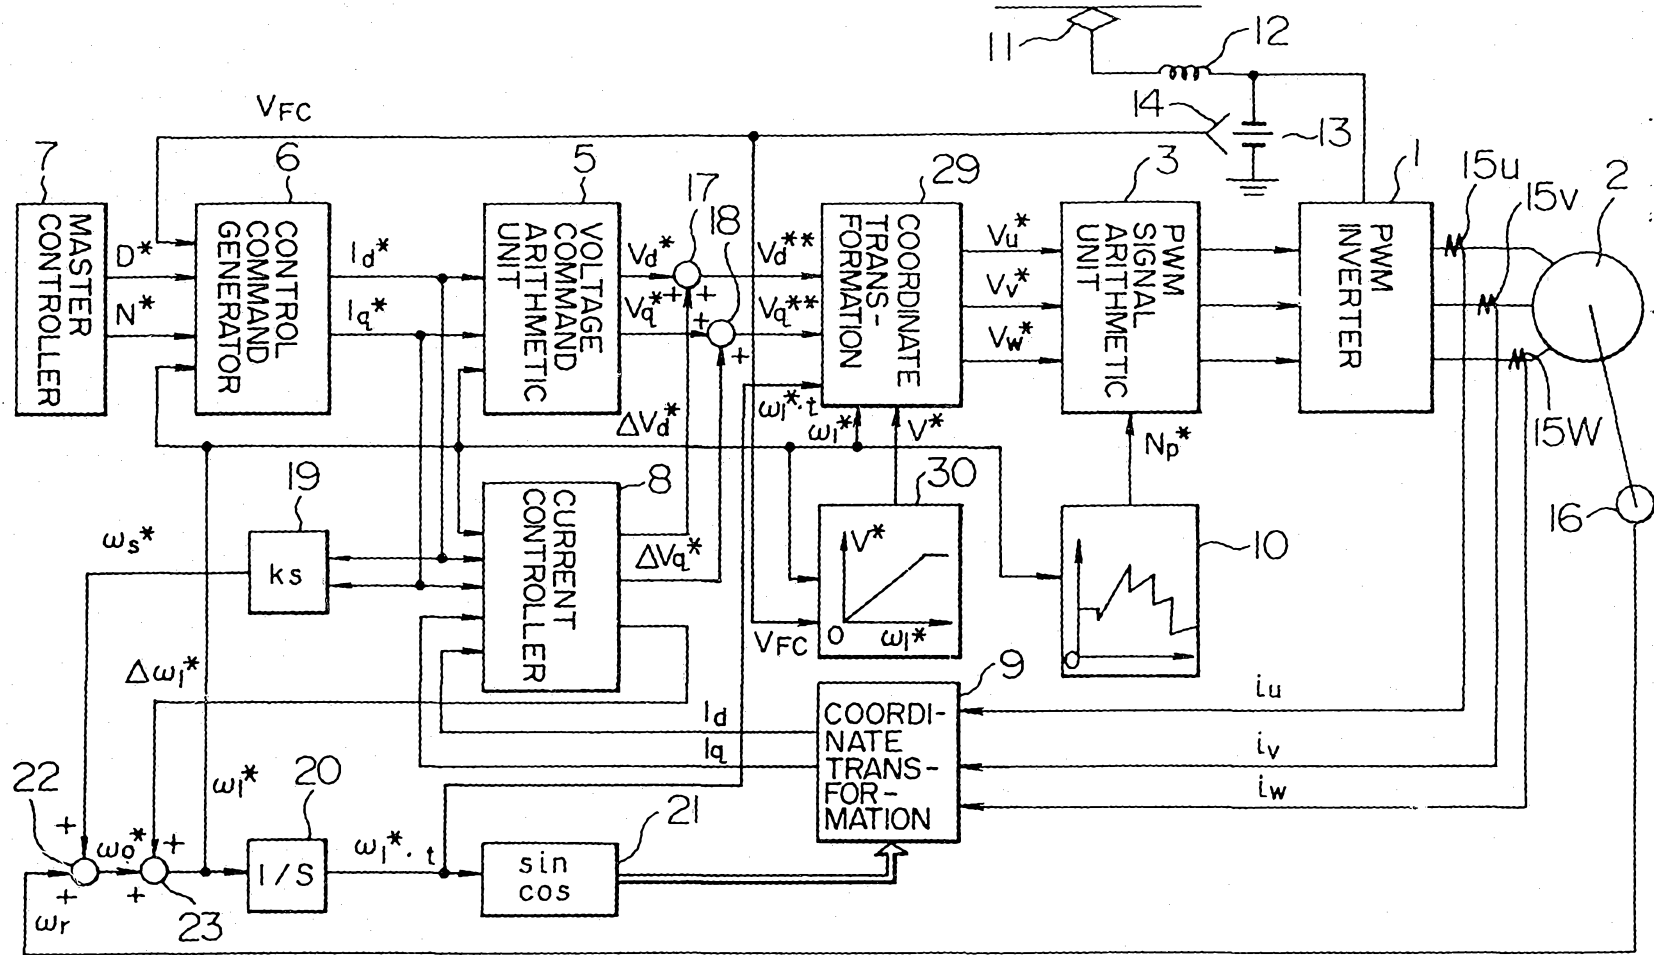 11
12
14
13
VFC
7
6
5
17
18
29
3
1
15u
15v
2
MASTER
CONTROLLER
D*
N*
CONTROL
COMMAND
GENERATOR
Id*
Iq*
VOLTAGE
COMMAND
ARITHMETIC
UNIT
Vd*
Vq*
+
+
+
+
Vd**
Vq**
ω1*·t
ω1*
V*
COORDINATE
TRANS-
FORMATION
Vu*
Vv*
Vw*
PWM
SIGNAL
ARITHMETIC
UNIT
Np*
PWM
INVERTER
15W
16
ΔVd*
ΔVq*
19
ωs*
ks
8
CURRENT
CONTROLLER
30
V*
0
ω1*
VFC
10
0
Δω1*
Id
Iq
9
COORDI-
NATE
TRANS-
FOR-
MATION
iu
iv
iw
22
+
+
ωo*
+
+
ωr
23
ω1*
20
1/S
ω1*·t
21
sin
cos